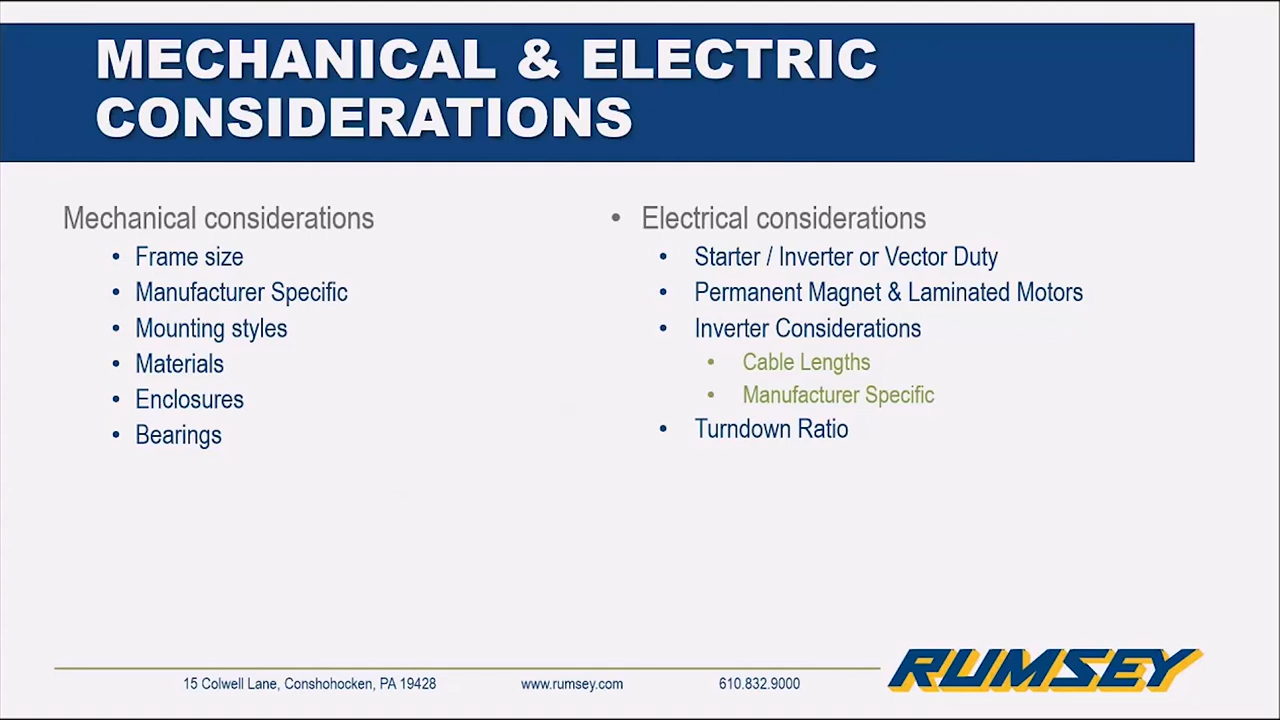 MECHANICAL & ELECTRIC
CONSIDERATIONS
Mechanical considerations
• Frame size
• Manufacturer Specific
• Mounting styles
• Materials
• Enclosures
• Bearings
• Electrical considerations
• Starter / Inverter or Vector Duty
• Permanent Magnet & Laminated Motors
• Inverter Considerations
• Cable Lengths
• Manufacturer Specific
• Turndown Ratio
15 Colwell Lane, Conshohocken, PA 19428 www.rumsey.com 610.832.9000
RUMSEY